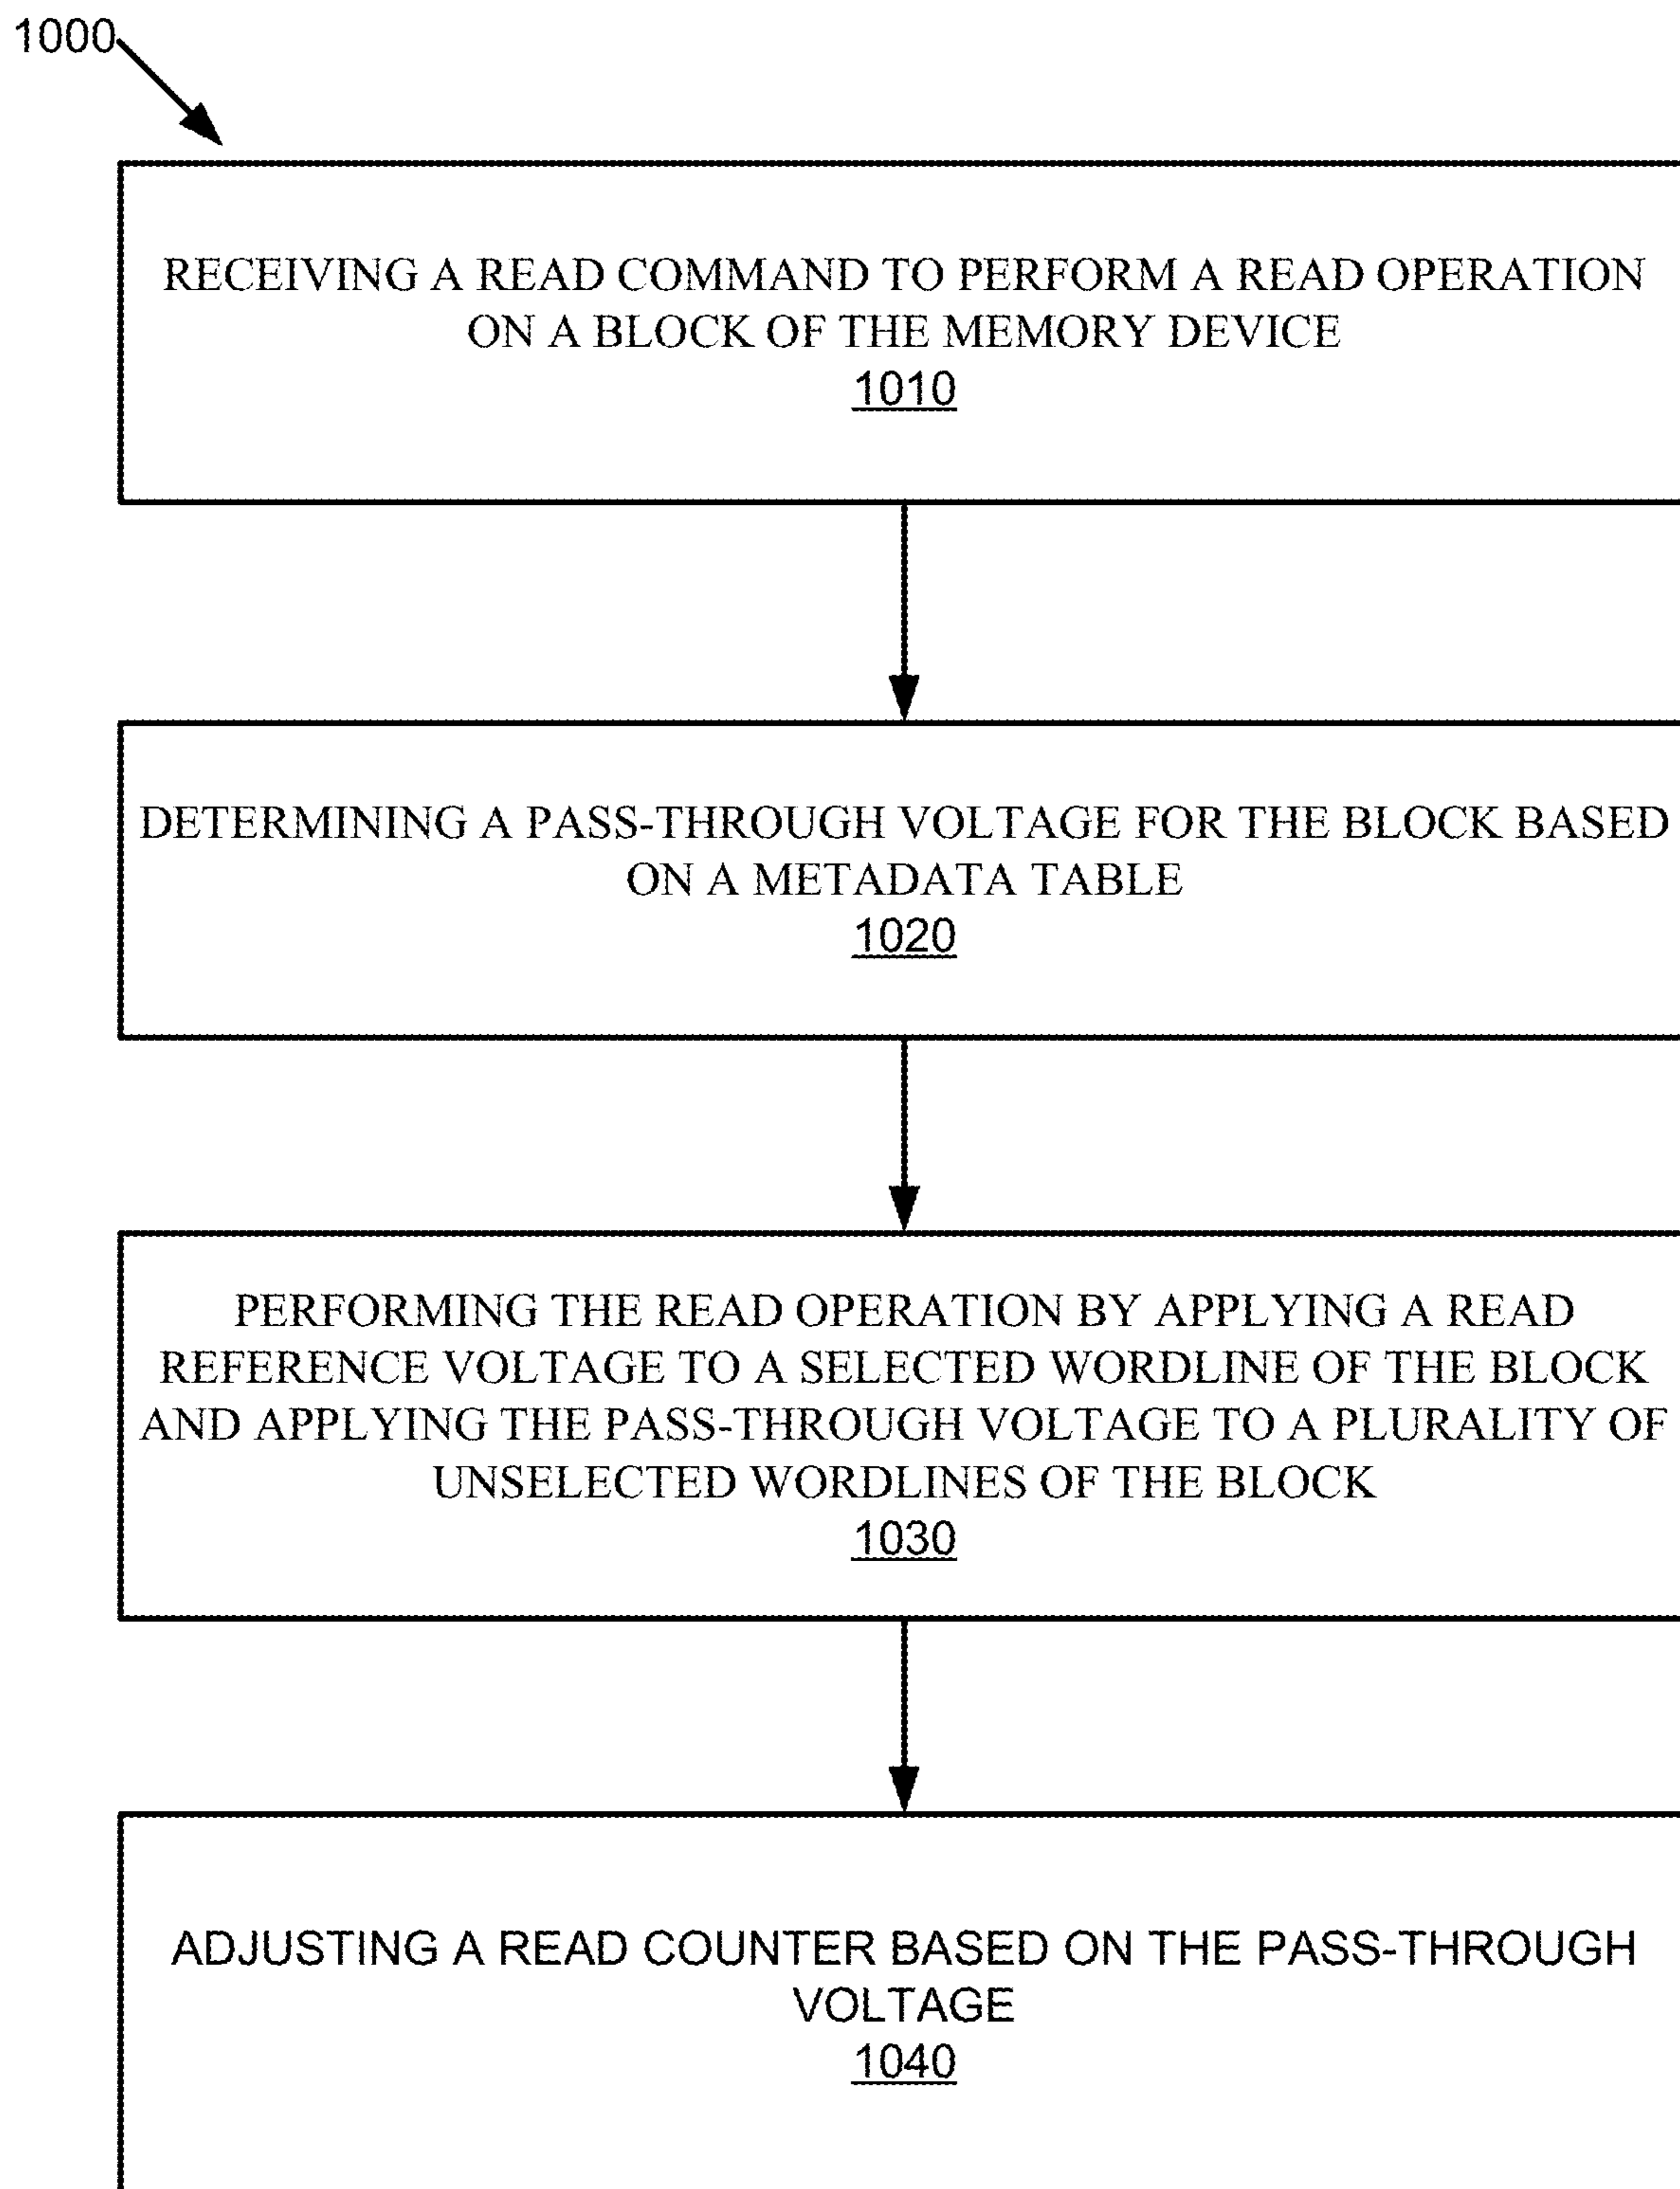 1000
RECEIVING A READ COMMAND TO PERFORM A READ OPERATION
ON A BLOCK OF THE MEMORY DEVICE
1010
DETERMINING A PASS-THROUGH VOLTAGE FOR THE BLOCK BASED
ON A METADATA TABLE
1020
PERFORMING THE READ OPERATION BY APPLYING A READ
REFERENCE VOLTAGE TO A SELECTED WORDLINE OF THE BLOCK
AND APPLYING THE PASS-THROUGH VOLTAGE TO A PLURALITY OF
UNSELECTED WORDLINES OF THE BLOCK
1030
ADJUSTING A READ COUNTER BASED ON THE PASS-THROUGH
VOLTAGE
1040